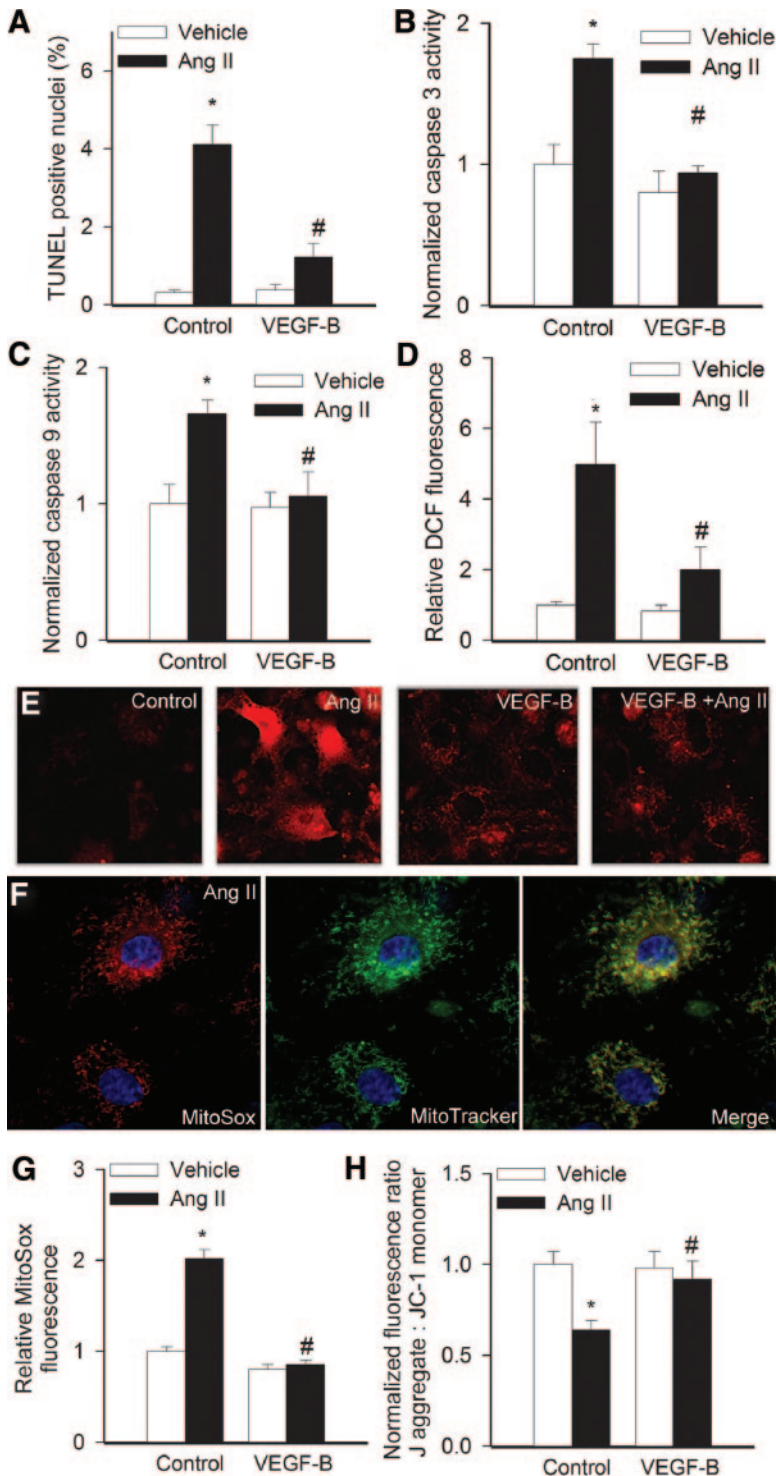 A
Vehicle
Ang II
TUNEL positive nuclei (%)
6
4
2
0
*
#
Control
VEGF-B
B
Vehicle
Ang II
Normalized caspase 3 activity
2
1
0
*
#
Control
VEGF-B
C
Vehicle
Ang II
Normalized caspase 9 activity
2
1
0
*
#
Control
VEGF-B
D
Vehicle
Ang II
Relative DCF fluorescence
8
6
4
2
0
*
#
Control
VEGF-B
E
Control
Ang II
VEGF-B
VEGF-B +Ang II
F
Ang II
MitoSox
MitoTracker
Merge
G
Vehicle
Ang II
Relative MitoSox
fluorescence
3
2
1
0
*
#
Control
VEGF-B
H
Vehicle
Ang II
Normalized fluorescence ratio
J aggregate : JC-1 monomer
1.5
1.0
0.5
0.0
*
#
Control
VEGF-B